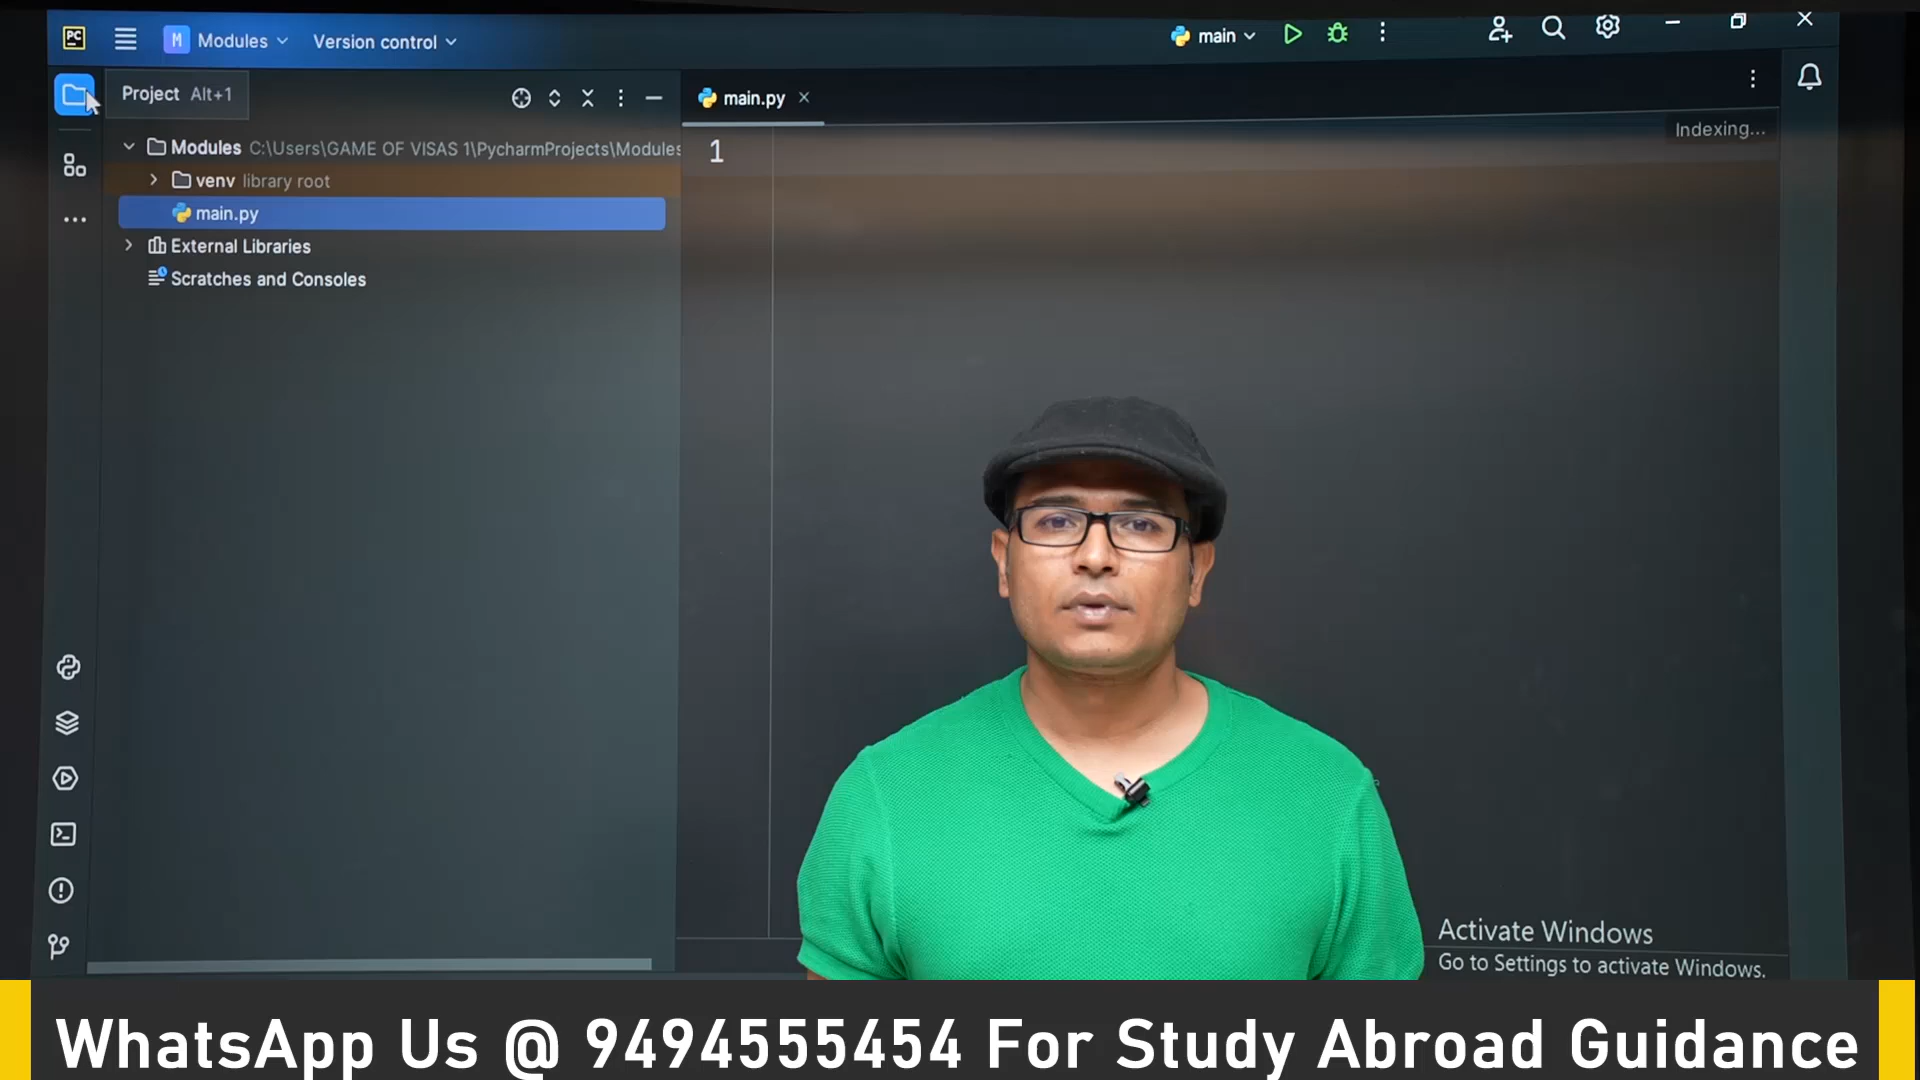 PC
M Modules
Version control
main
Project Alt+1
main.py
Indexing...
Modules C:\Users\GAME OF VISAS 1\PycharmProjects\Modules
1
venv library root
main.py
External Libraries
Scratches and Consoles
Activate Windows
Go to Settings to activate Windows.
WhatsApp Us @ 9494555454 For Study Abroad Guidance